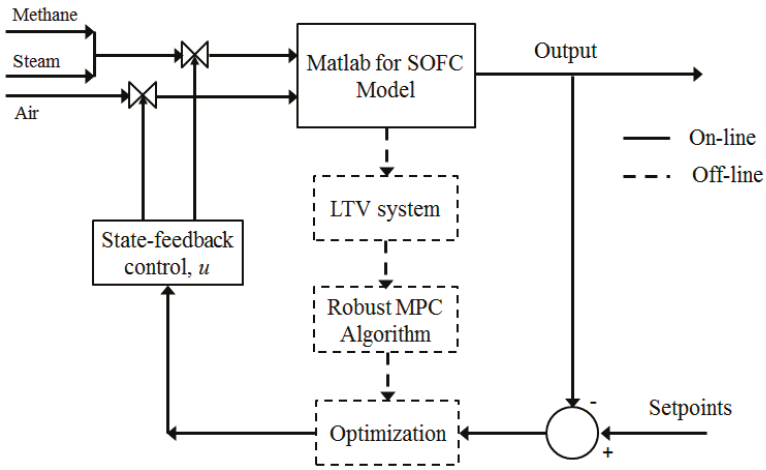 Methane
Steam
Air
Matlab for SOFC
Model
Output
On-line
Off-line
LTV system
State-feedback
control, u
Robust MPC
Algorithm
Optimization
-
+
Setpoints